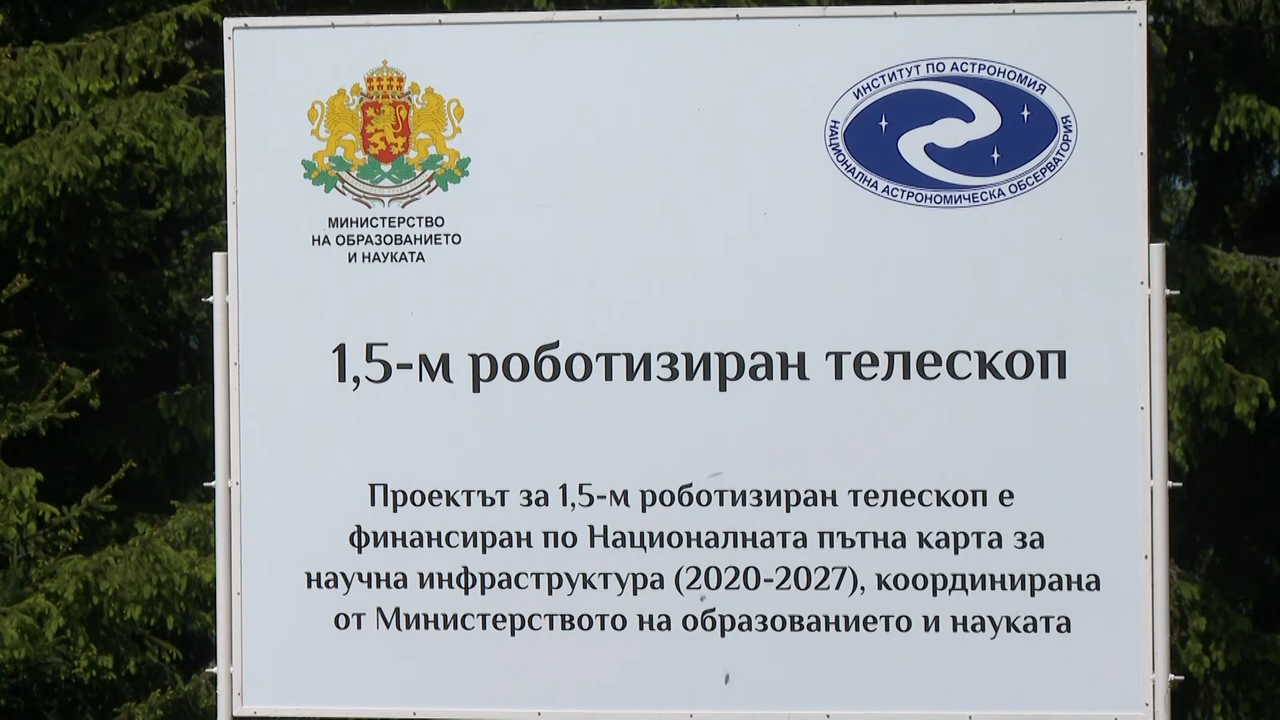 МИНИСТЕРСТВО
НА ОБРАЗОВАНИЕТО
И НАУКАТА
ИНСТИТУТ ПО АСТРОНОМИЯ
НАЦИОНАЛНА АСТРОНОМИЧЕСКА ОБСЕРВАТОРИЯ
1,5-м роботизиран телескоп
Проектът за 1,5-м роботизиран телескоп е
финансиран по Националната пътна карта за
научна инфраструктура (2020-2027), координирана
от Министерството на образованието и науката